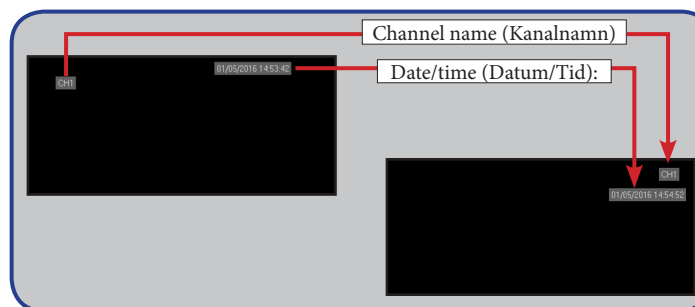 Channel name (Kanalnamn)
Date/time (Datum/Tid):
01/05/2016 14:53:42
CH1
CH1
01/05/2016 14:54:52